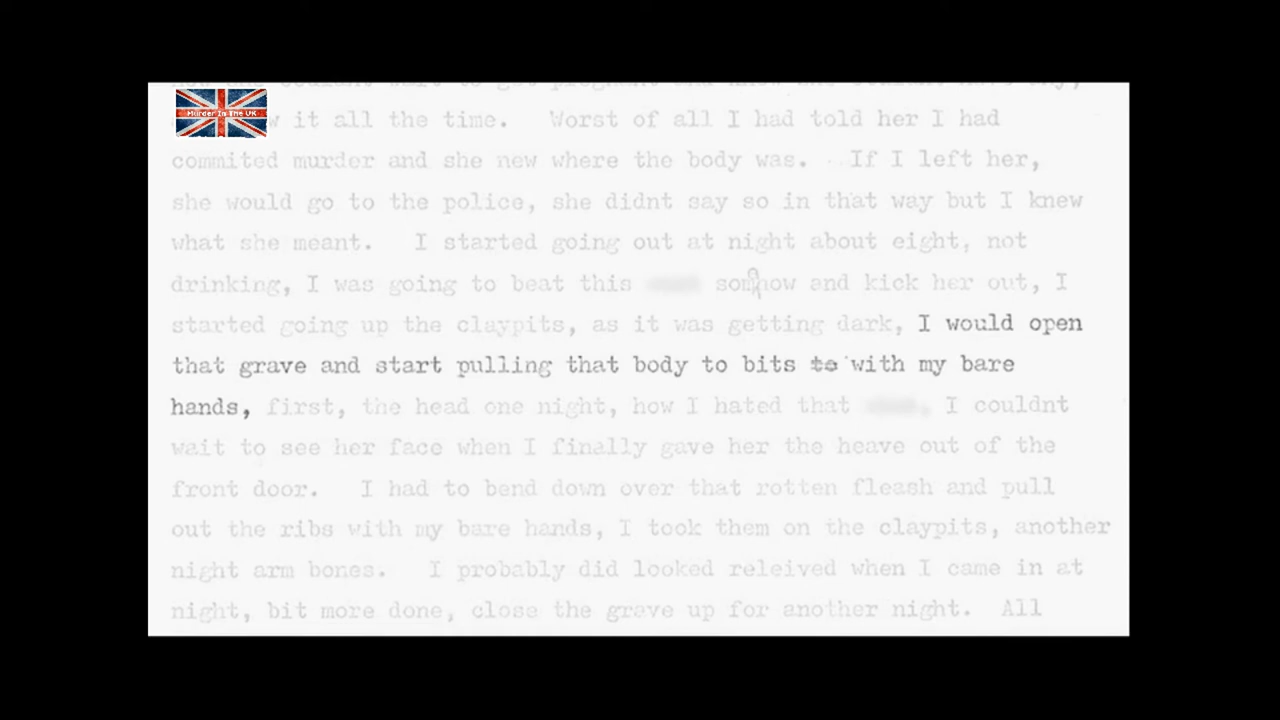 Murder In The UK
w it all the time. Worst of all I had told her I had
commited murder and she new where the body was. If I left her,
she would go to the police, she didnt say so in that way but I knew
what she meant. I started going out at night about eight, not
drinking, I was going to beat this somhow and kick her out, I
started going up the claypits, as it was getting dark, I would open
that grave and start pulling that body to bits to with my bare
hands, first, the head one night, how I hated that I couldnt
wait to see her face when I finally gave her the heave out of the
front door. I had to bend down over that rotten fleash and pull
out the ribs with my bare hands, I took them on the claypits, another
night arm bones. I probably did looked releived when I came in at
night, bit more done, close the grave up for another night. All